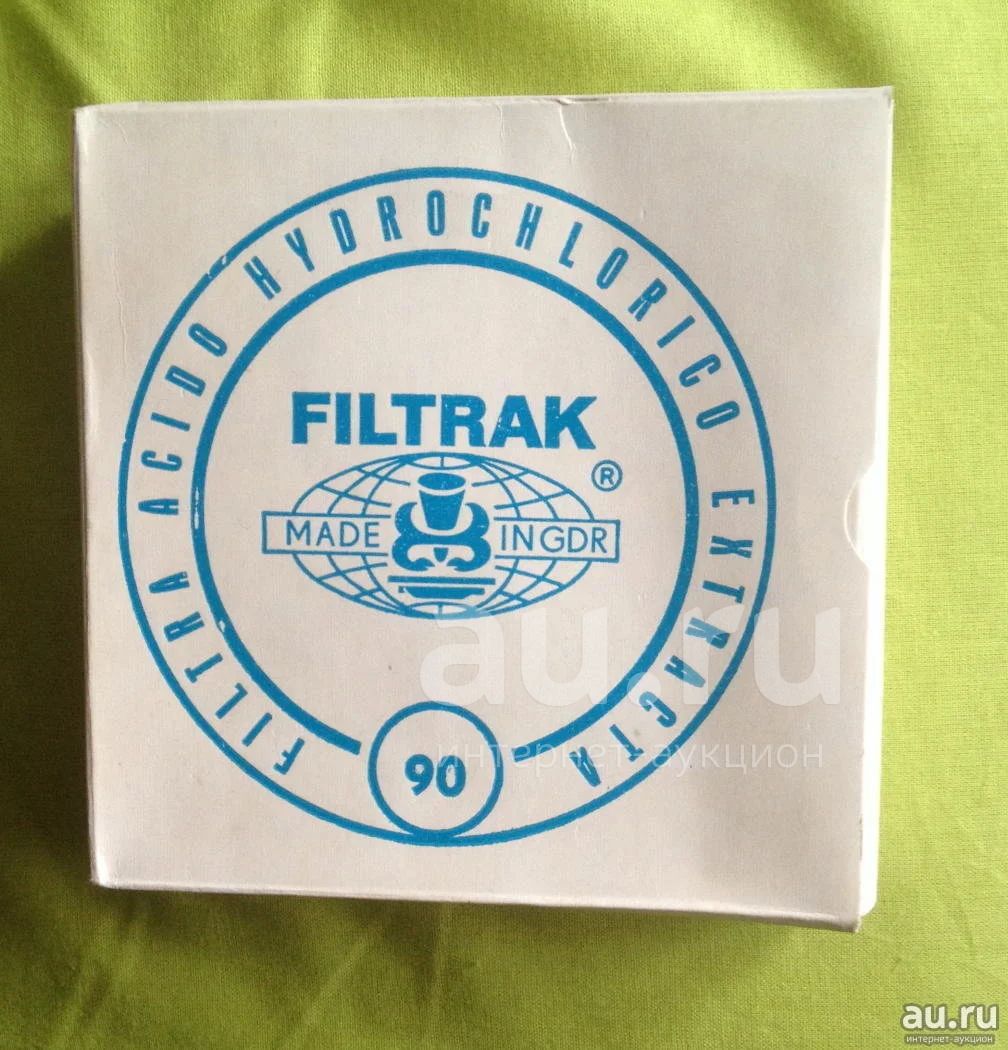 FILTRA ACIDO HYDROCHLORICO EXTRACTA
FILTRAK
®
MADE IN GDR
90
au.ru
интернет-аукцион
au.ru
интернет-аукцион